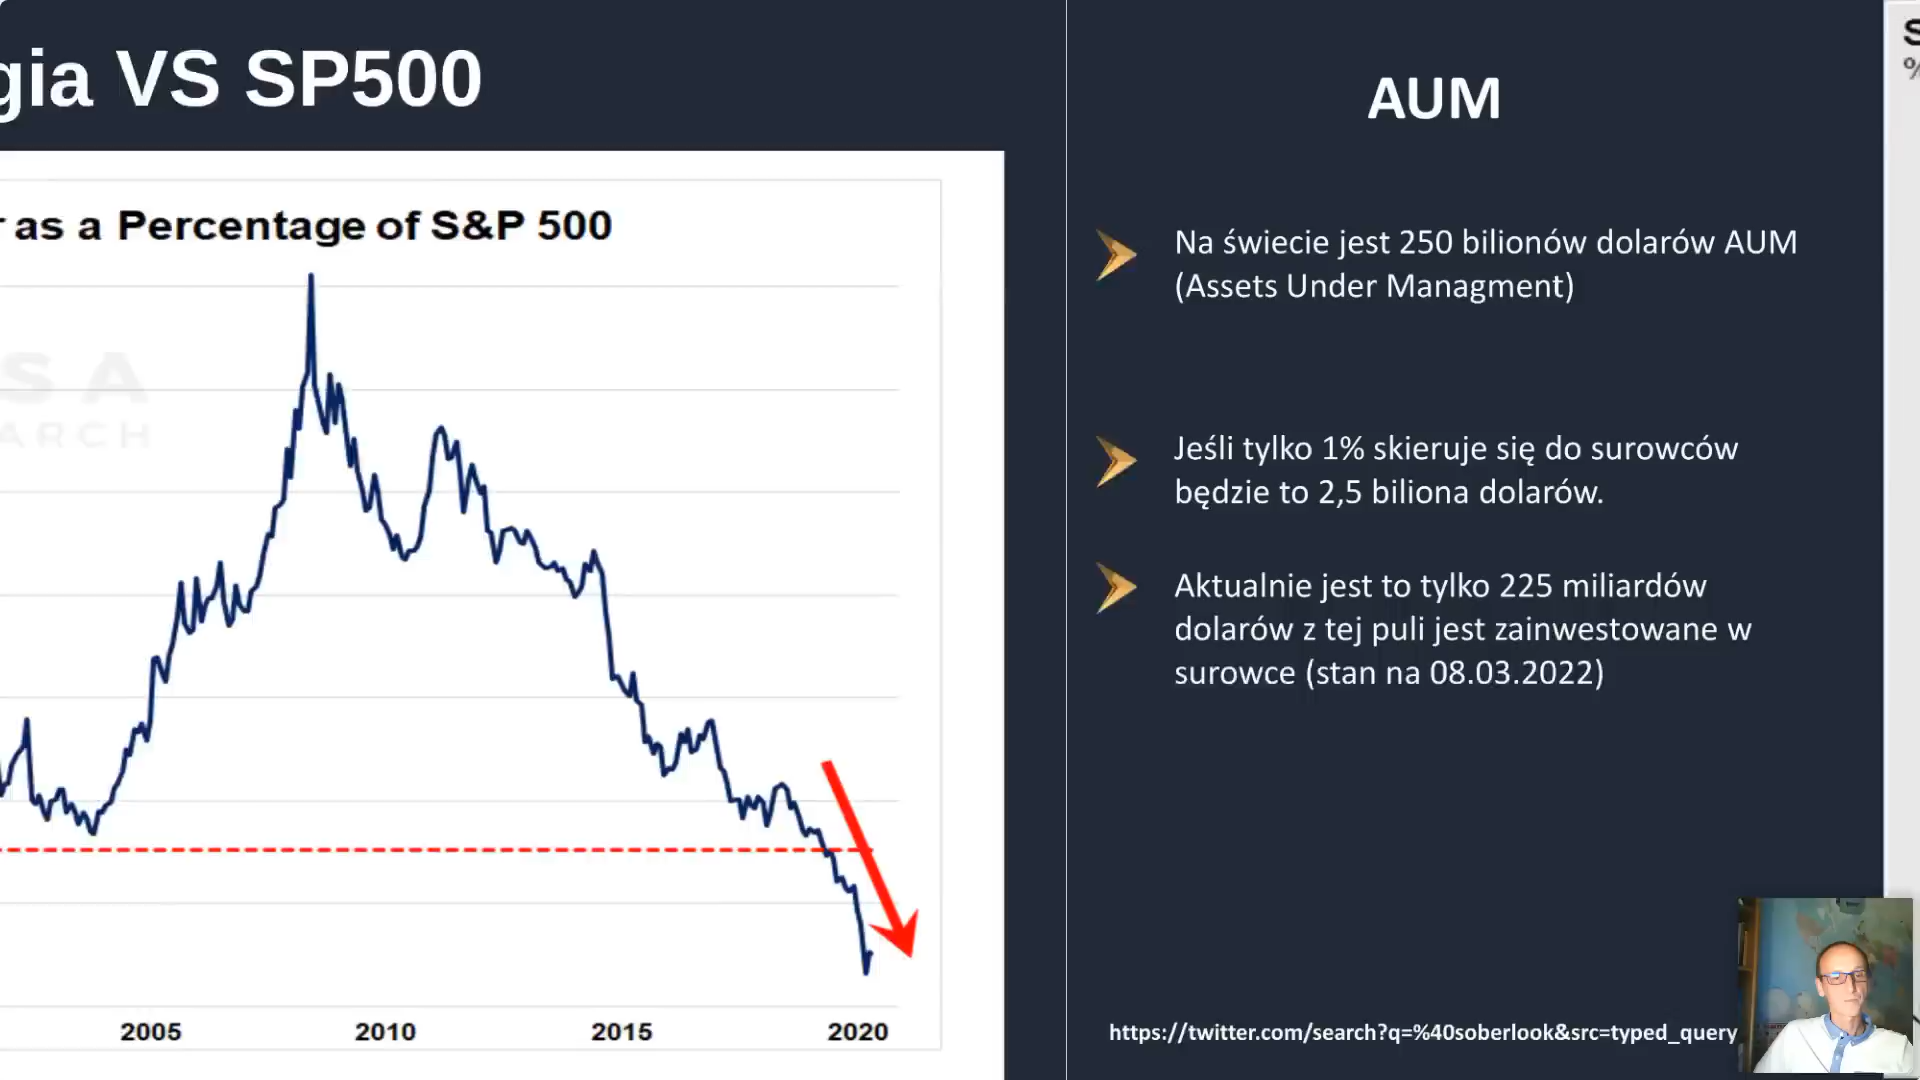 gia VS SP500
r as a Percentage of S&P 500
SA
ARCH
2005 2010 2015 2020
AUM
Na świecie jest 250 bilionów dolarów AUM
(Assets Under Managment)
Jeśli tylko 1% skieruje się do surowców
będzie to 2,5 biliona dolarów.
Aktualnie jest to tylko 225 miliardów
dolarów z tej puli jest zainwestowane w
surowce (stan na 08.03.2022)
https://twitter.com/search?q=%40soberlook&src=typed_query
S
%